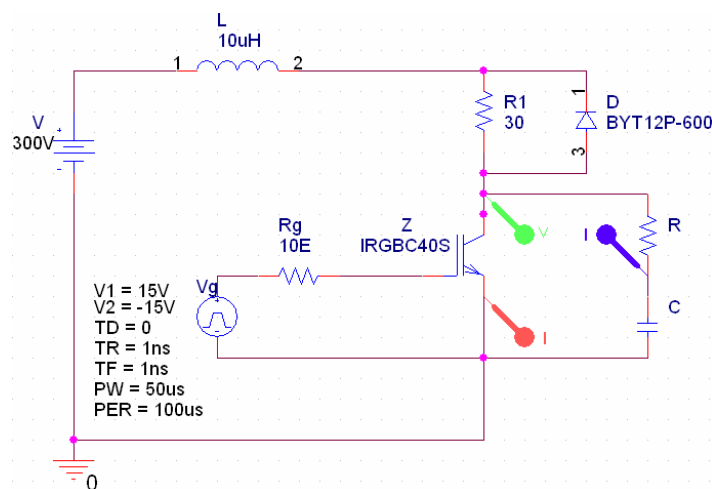 L
10uH
1
2
V
300V
+
-
R1
30
1
D
BYT12P-600
3
Rg
10E
Z
IRGBC40S
V
I
R
C
Vg
I
V1 = 15V
V2 = -15V
TD = 0
TR = 1ns
TF = 1ns
PW = 50us
PER = 100us
0